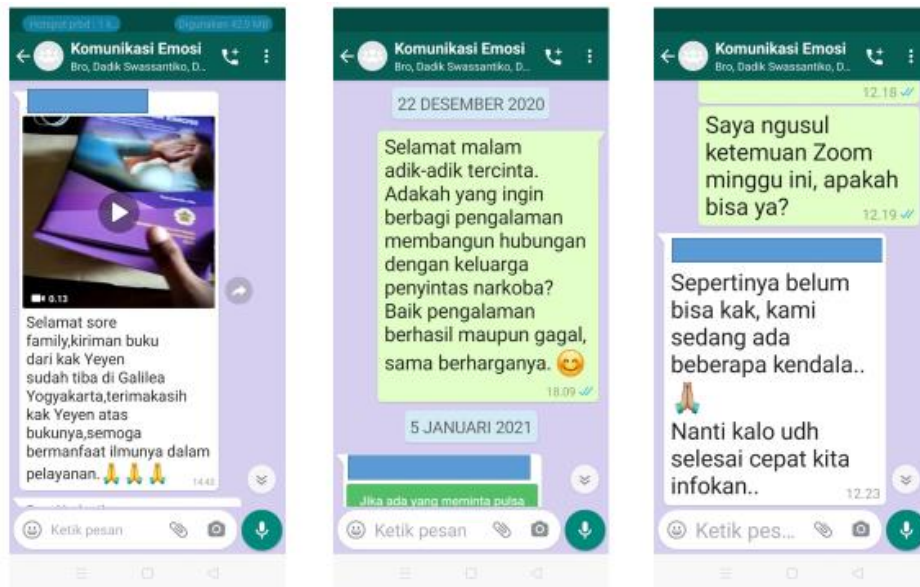 Digunakan 42,9 MB
Komunikasi Emosi
Bro, Dadik Swassantiko, D..
0.13
Selamat sore
family,kiriman buku
dari kak Yeyen
sudah tiba di Galilea
Yogyakarta,terimakasih
kak Yeyen atas
bukunya,semoga
bermanfaat ilmunya dalam
pelayanan. 🙏 🙏 🙏
14.43
Ketik pesan
Komunikasi Emosi
Bro, Dadik Swassantiko, D..
22 DESEMBER 2020
Selamat malam
adik-adik tercinta.
Adakah yang ingin
berbagi pengalaman
membangun hubungan
dengan keluarga
penyintas narkoba?
Baik pengalaman
berhasil maupun gagal,
sama berharganya. 😊
18.09
5 JANUARI 2021
Jika ada yang meminta pulsa
Ketik pesan
Komunikasi Emosi
Bro, Dadik Swassantiko, D..
12.18
Saya ngusul
ketemuan Zoom
minggu ini, apakah
bisa ya?
12.19
Sepertinya belum
bisa kak, kami
sedang ada
beberapa kendala..
🙏🏼
Nanti kalo udh
selesai cepat kita
infokan..
12.23
Ketik pes...